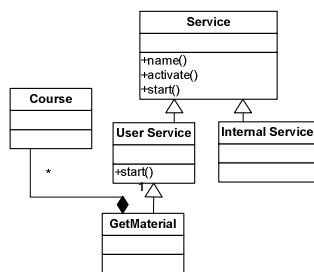 Service
+name()
+activate()
+start()
Course
User Service
Internal Service
+start()
*
1
GetMaterial